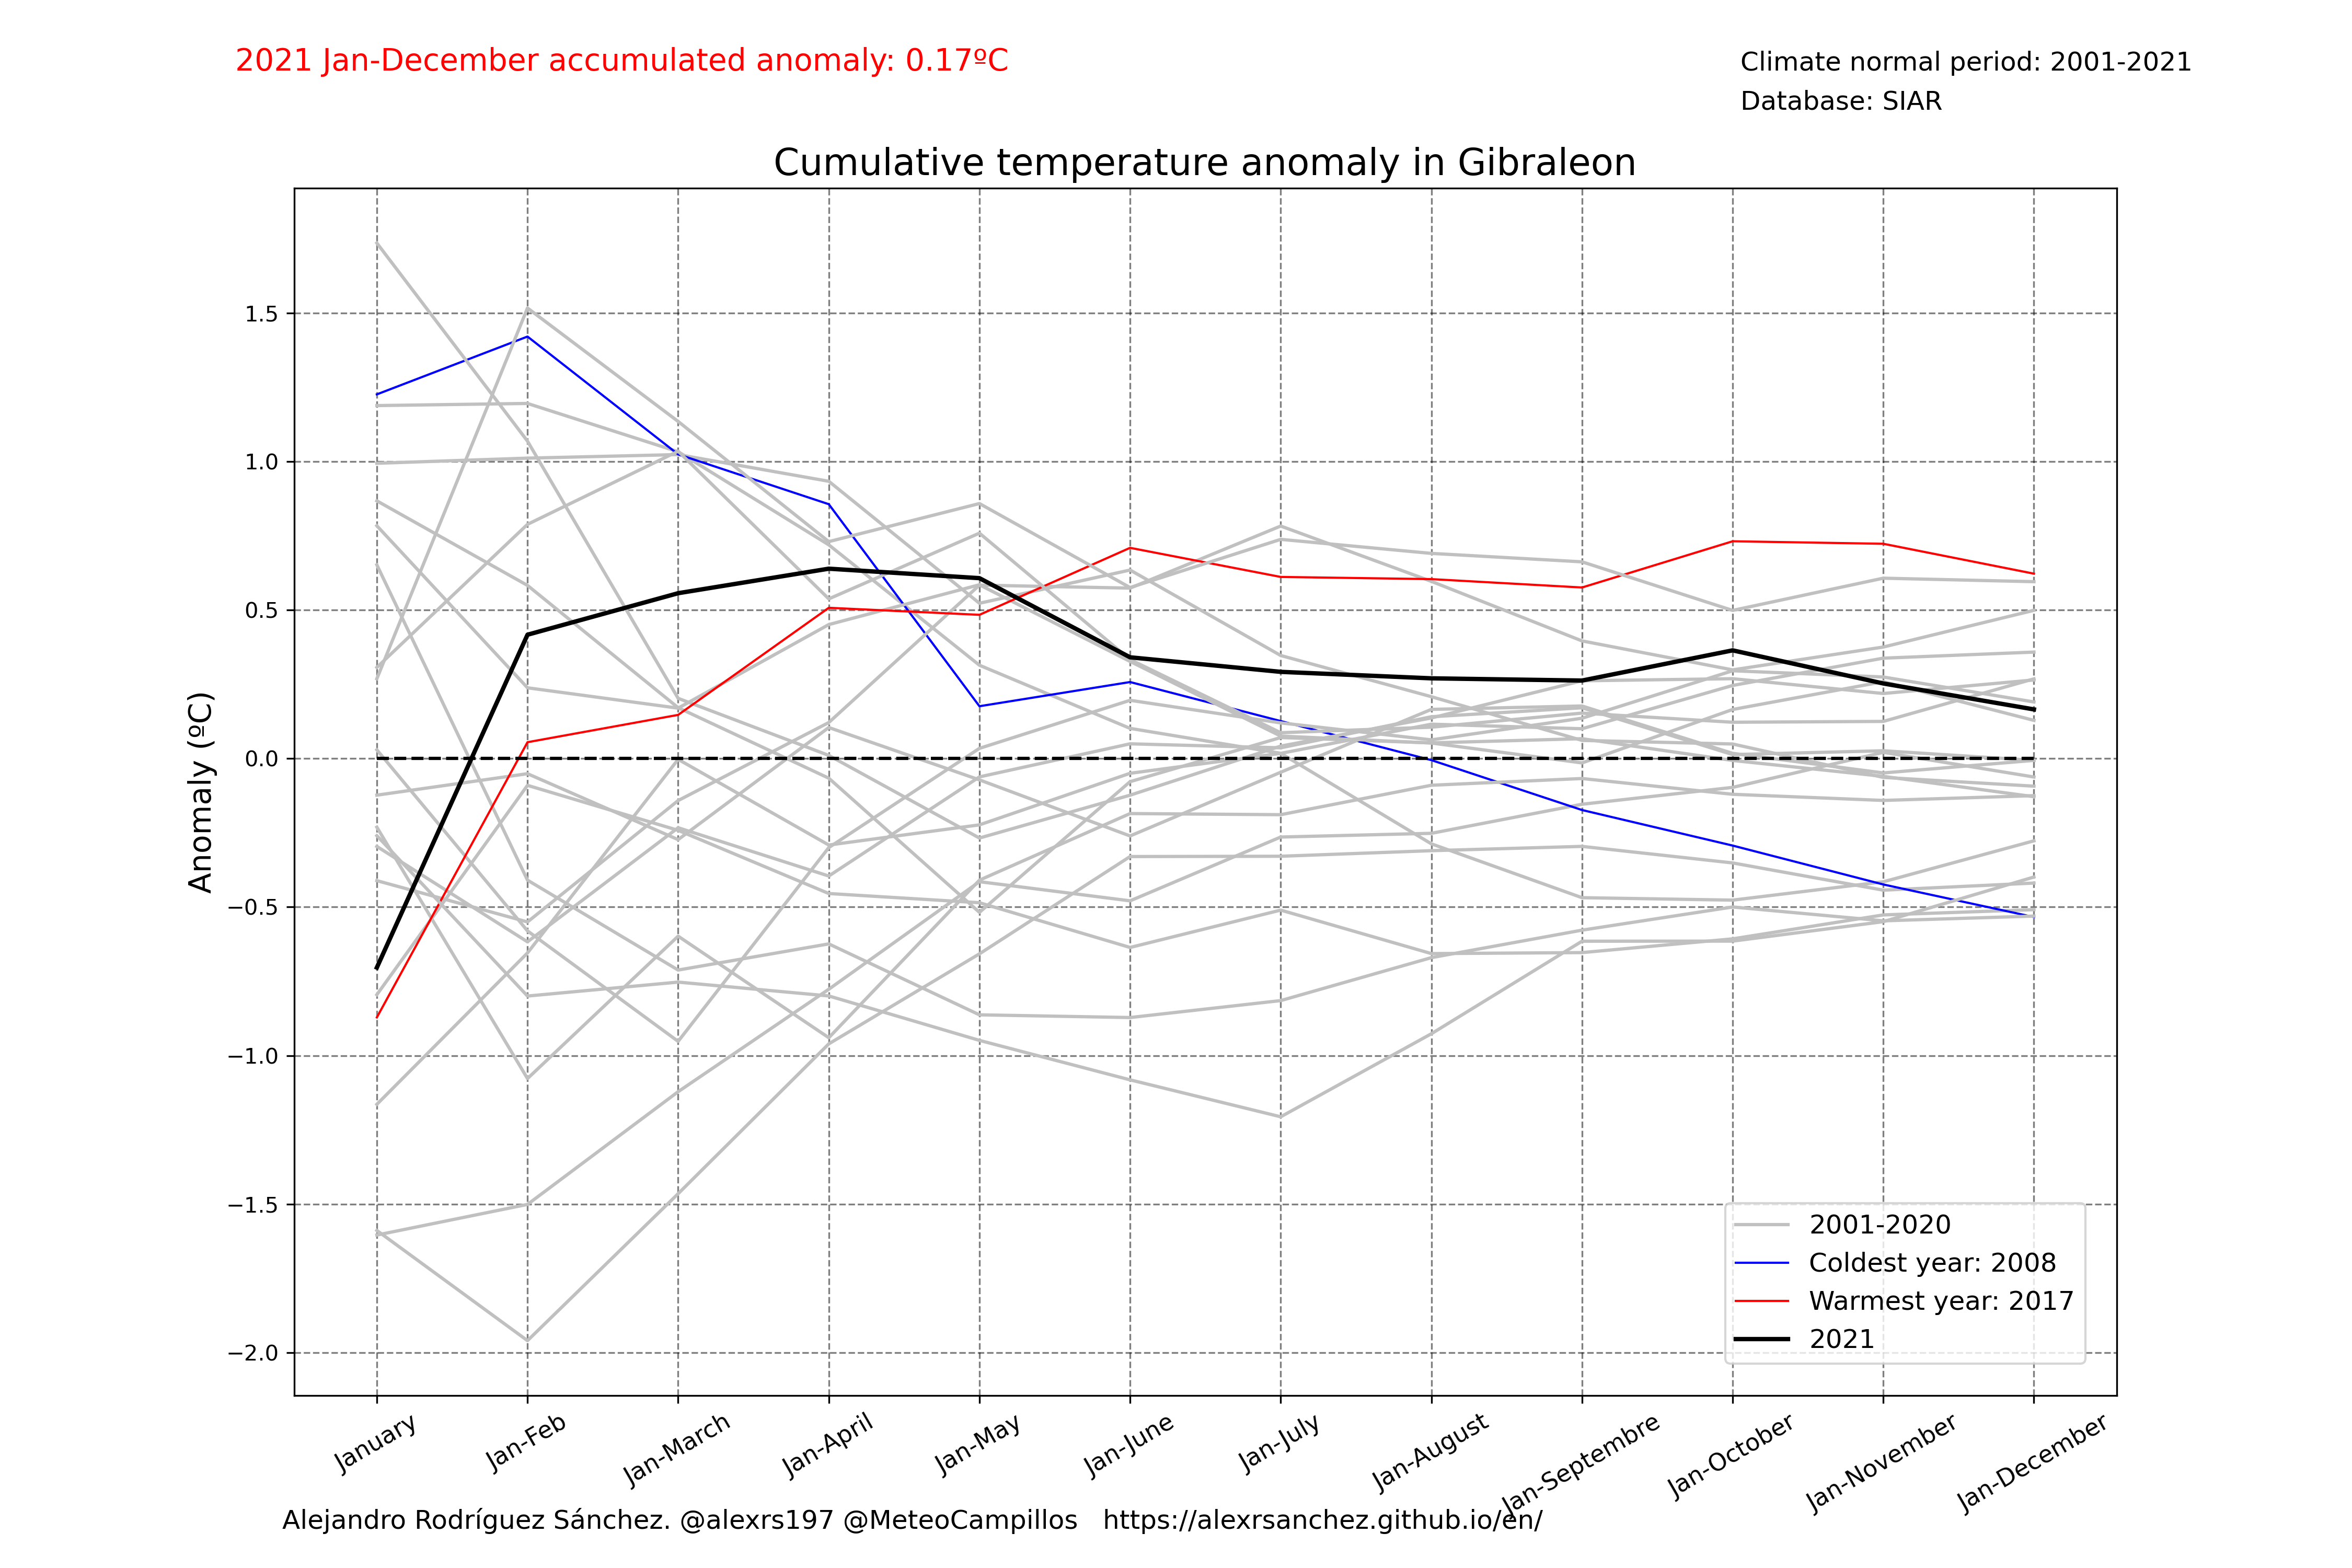 2021 Jan-December accumulated anomaly: 0.17ºC
Climate normal period: 2001-2021
Database: SIAR
Cumulative temperature anomaly in Gibraleon
Anomaly (ºC)
1.5
1.0
0.5
0.0
−0.5
−1.0
−1.5
−2.0
2001-2020
Coldest year: 2008
Warmest year: 2017
2021
January
Jan-Feb
Jan-March
Jan-April
Jan-May
Jan-June
Jan-July
Jan-August
Jan-Septembre
Jan-October
Jan-November
Jan-December
Alejandro Rodríguez Sánchez. @alexrs197 @MeteoCampillos https://alexrsanchez.github.io/en/